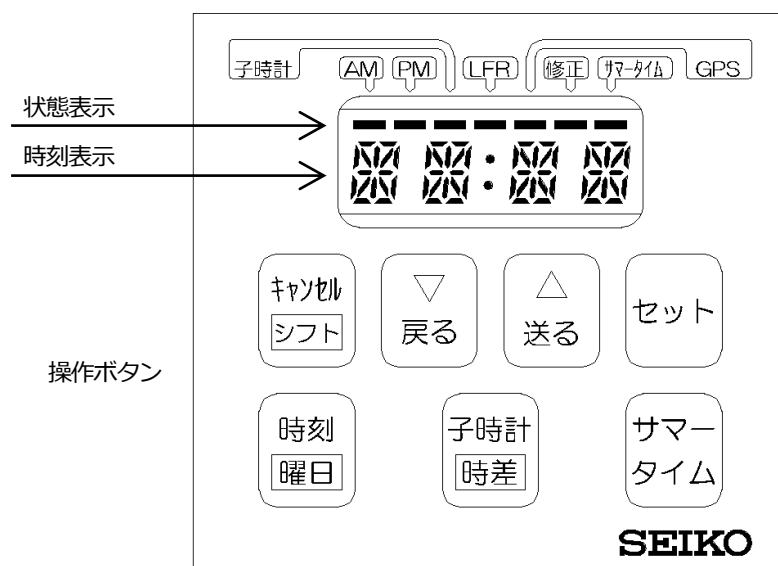 子時計 AM PM LFR 修正 ｻﾏｰﾀｲﾑ GPS
状態表示
時刻表示
キャンセル
シフト
▽
戻る
△
送る
セット
操作ボタン
時刻
曜日
子時計
時差
サマー
タイム
SEIKO